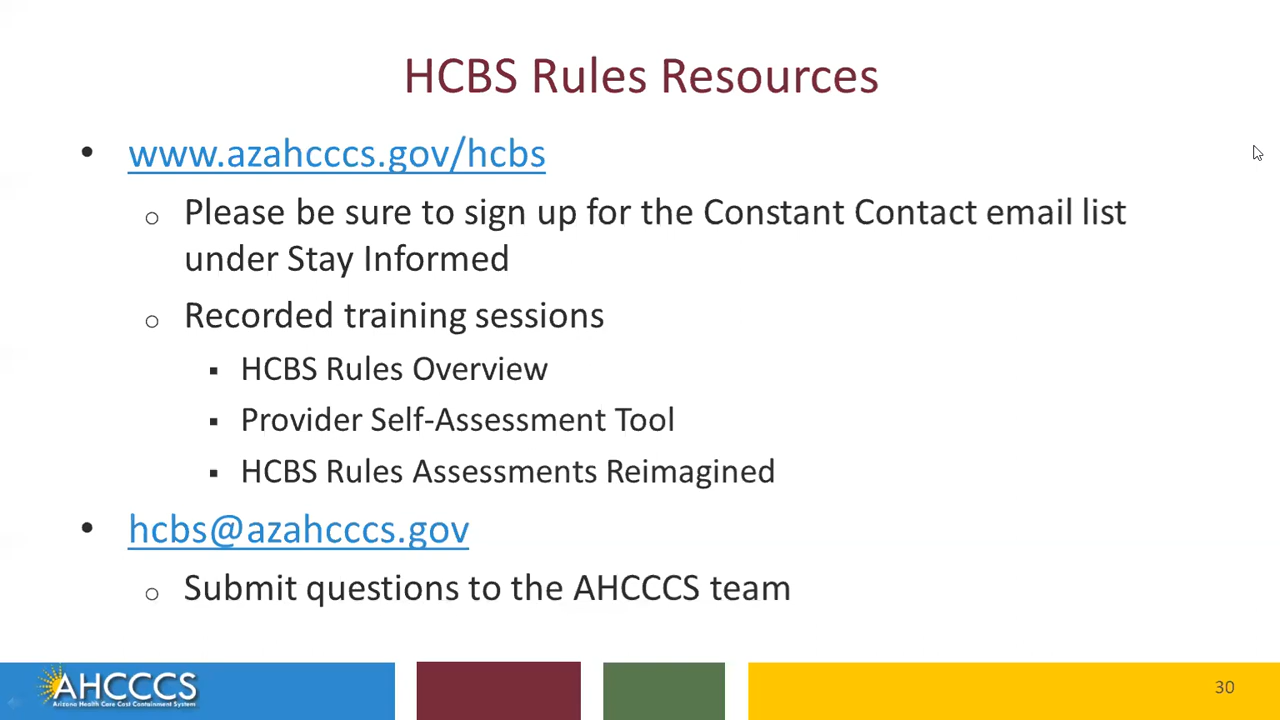 HCBS Rules Resources
• www.azahcccs.gov/hcbs
o Please be sure to sign up for the Constant Contact email list
under Stay Informed
o Recorded training sessions
▪ HCBS Rules Overview
▪ Provider Self-Assessment Tool
▪ HCBS Rules Assessments Reimagined
• hcbs@azahcccs.gov
o Submit questions to the AHCCCS team
AHCCCS
Arizona Health Care Cost Containment System
30